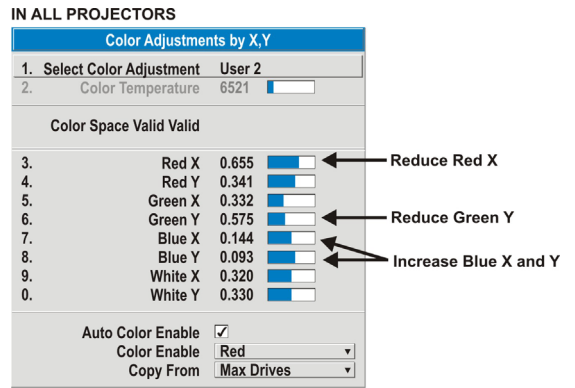 IN ALL PROJECTORS
Color Adjustments by X,Y
1. Select Color Adjustment User 2
2. Color Temperature 6521
Color Space Valid Valid
3. Red X 0.655
Reduce Red X
4. Red Y 0.341
5. Green X 0.332
6. Green Y 0.575
Reduce Green Y
7. Blue X 0.144
8. Blue Y 0.093
Increase Blue X and Y
9. White X 0.320
0. White Y 0.330
Auto Color Enable
Color Enable Red
Copy From Max Drives